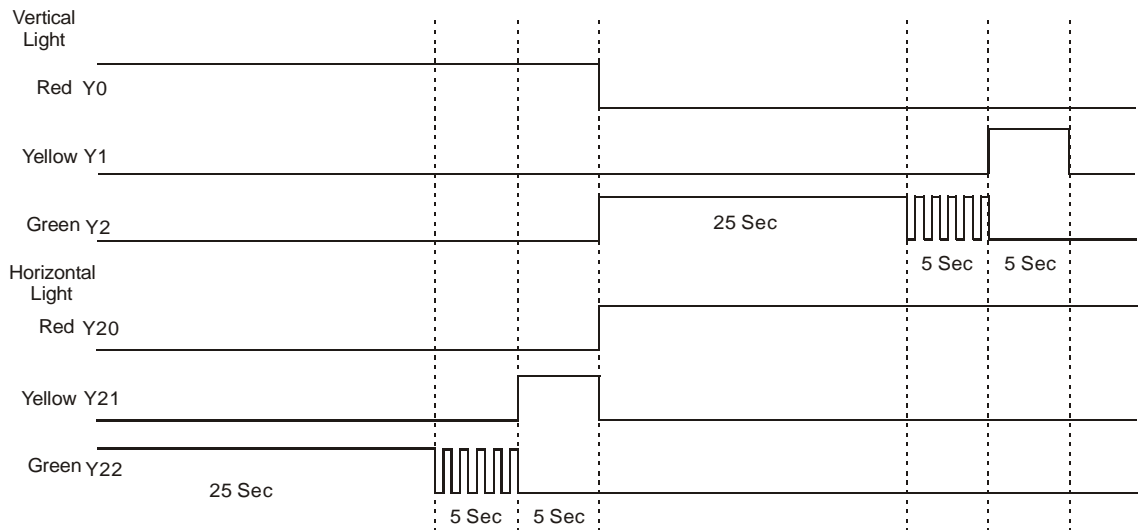 Vertical
Light
Red Y0
Yellow Y1
Green Y2
25 Sec
5 Sec 5 Sec
Horizontal
Light
Red Y20
Yellow Y21
Green Y22
25 Sec
5 Sec 5 Sec